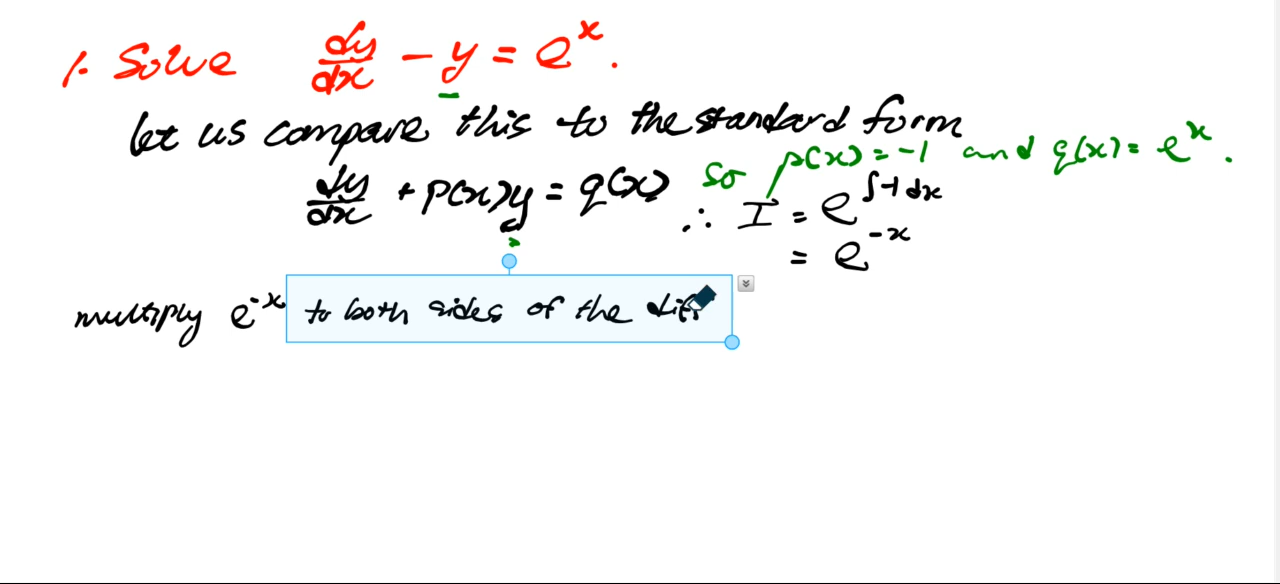 1. Solve dy/dx - y = e^x.
let us compare this to the standard form
dy/dx + p(x)y = q(x) so p(x) = -1 and q(x) = e^x.
∴ I = e^∫-1 dx
= e^-x
multiply e^-x to both sides of the diff